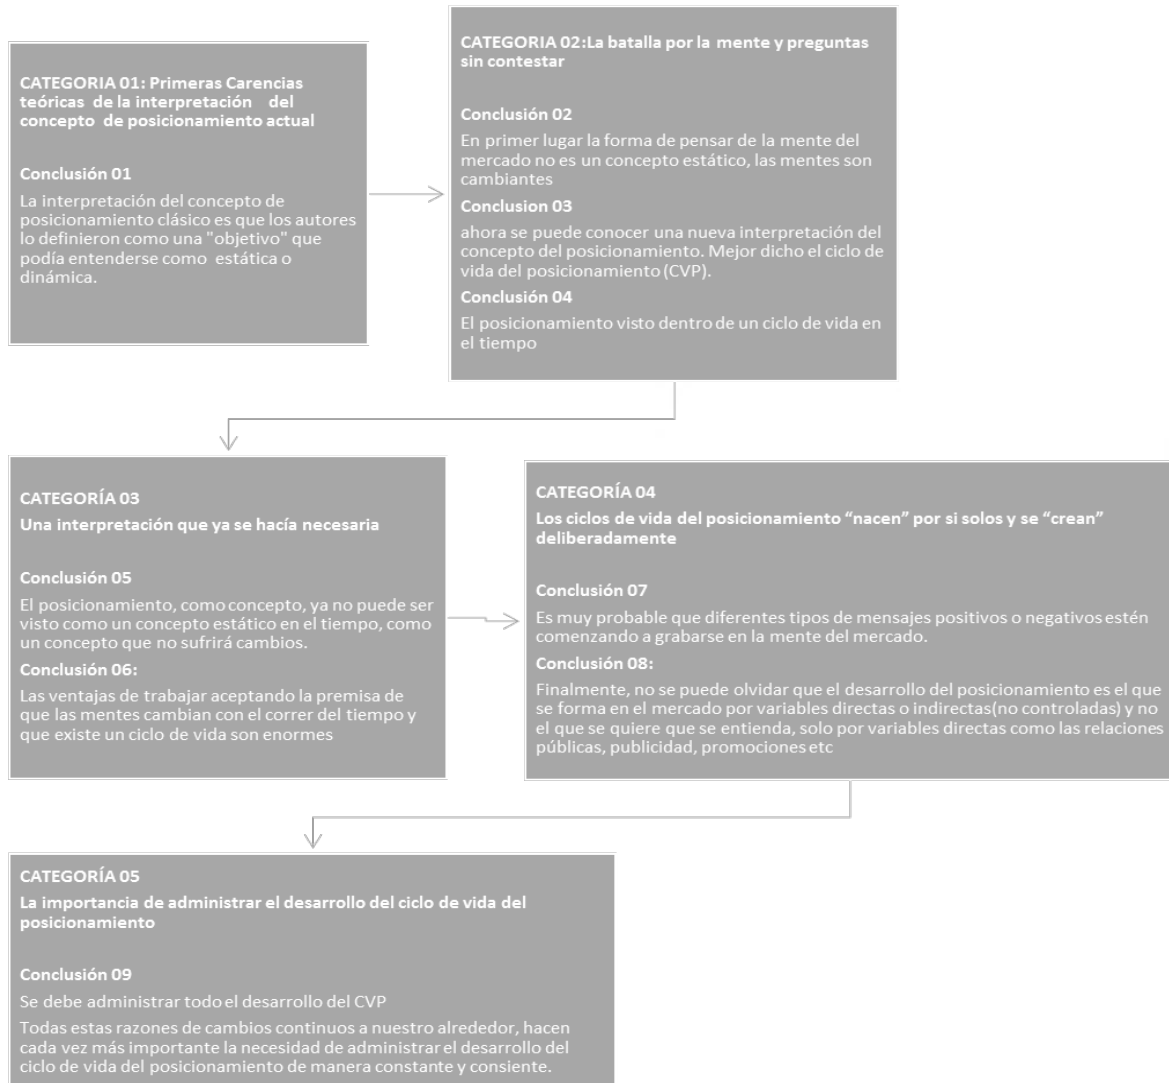 CATEGORIA 01: Primeras Carencias
teóricas de la interpretación del
concepto de posicionamiento actual
Conclusión 01
La interpretación del concepto de
posicionamiento clásico es que los autores
lo definieron como una "objetivo" que
podía entenderse como estática o
dinámica.
CATEGORIA 02:La batalla por la mente y preguntas
sin contestar
Conclusión 02
En primer lugar la forma de pensar de la mente del
mercado no es un concepto estático, las mentes son
cambiantes
Conclusion 03
ahora se puede conocer una nueva interpretación del
concepto del posicionamiento. Mejor dicho el ciclo de
vida del posicionamiento (CVP).
Conclusión 04
El posicionamiento visto dentro de un ciclo de vida en
el tiempo
CATEGORÍA 03
Una interpretación que ya se hacía necesaria
Conclusión 05
El posicionamiento, como concepto, ya no puede ser
visto como un concepto estático en el tiempo, como
un concepto que no sufrirá cambios.
Conclusión 06:
Las ventajas de trabajar aceptando la premisa de
que las mentes cambian con el correr del tiempo y
que existe un ciclo de vida son enormes
CATEGORÍA 04
Los ciclos de vida del posicionamiento “nacen” por si solos y se “crean”
deliberadamente
Conclusión 07
Es muy probable que diferentes tipos de mensajes positivos o negativos estén
comenzando a grabarse en la mente del mercado.
Conclusión 08:
Finalmente, no se puede olvidar que el desarrollo del posicionamiento es el que
se forma en el mercado por variables directas o indirectas(no controladas) y no
el que se quiere que se entienda, solo por variables directas como las relaciones
públicas, publicidad, promociones etc
CATEGORÍA 05
La importancia de administrar el desarrollo del ciclo de vida del
posicionamiento
Conclusión 09
Se debe administrar todo el desarrollo del CVP
Todas estas razones de cambios continuos a nuestro alrededor, hacen
cada vez más importante la necesidad de administrar el desarrollo del
ciclo de vida del posicionamiento de manera constante y consiente.